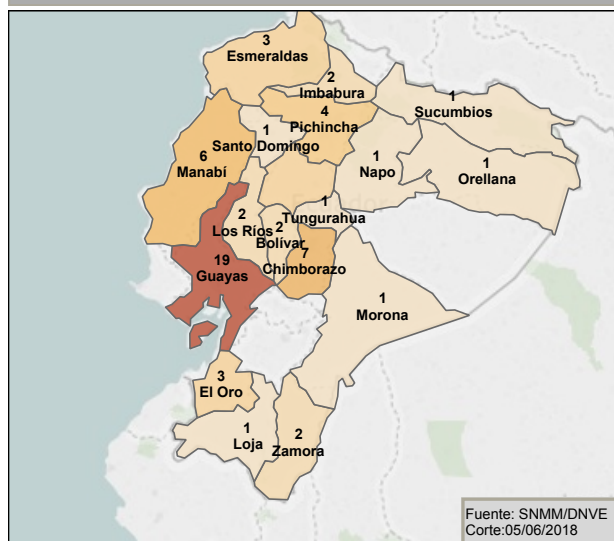 3
Esmeraldas
2
Imbabura
4
Pichincha
1
Sucumbios
1
Santo Domingo
6
Manabí
1
Napo
1
Orellana
1
Tungurahua
2
Los Ríos
2
Bolívar
7
Chimborazo
19
Guayas
1
Morona
3
El Oro
1
Loja
2
Zamora
Fuente: SNMM/DNVE
Corte:05/06/2018